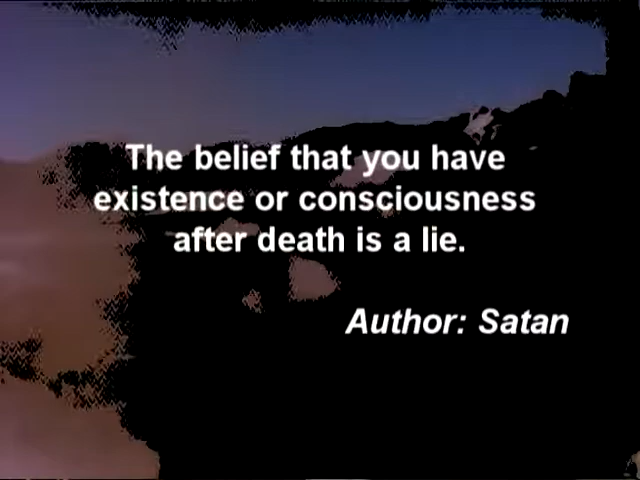 The belief that you have
existence or consciousness
after death is a lie.
Author: Satan